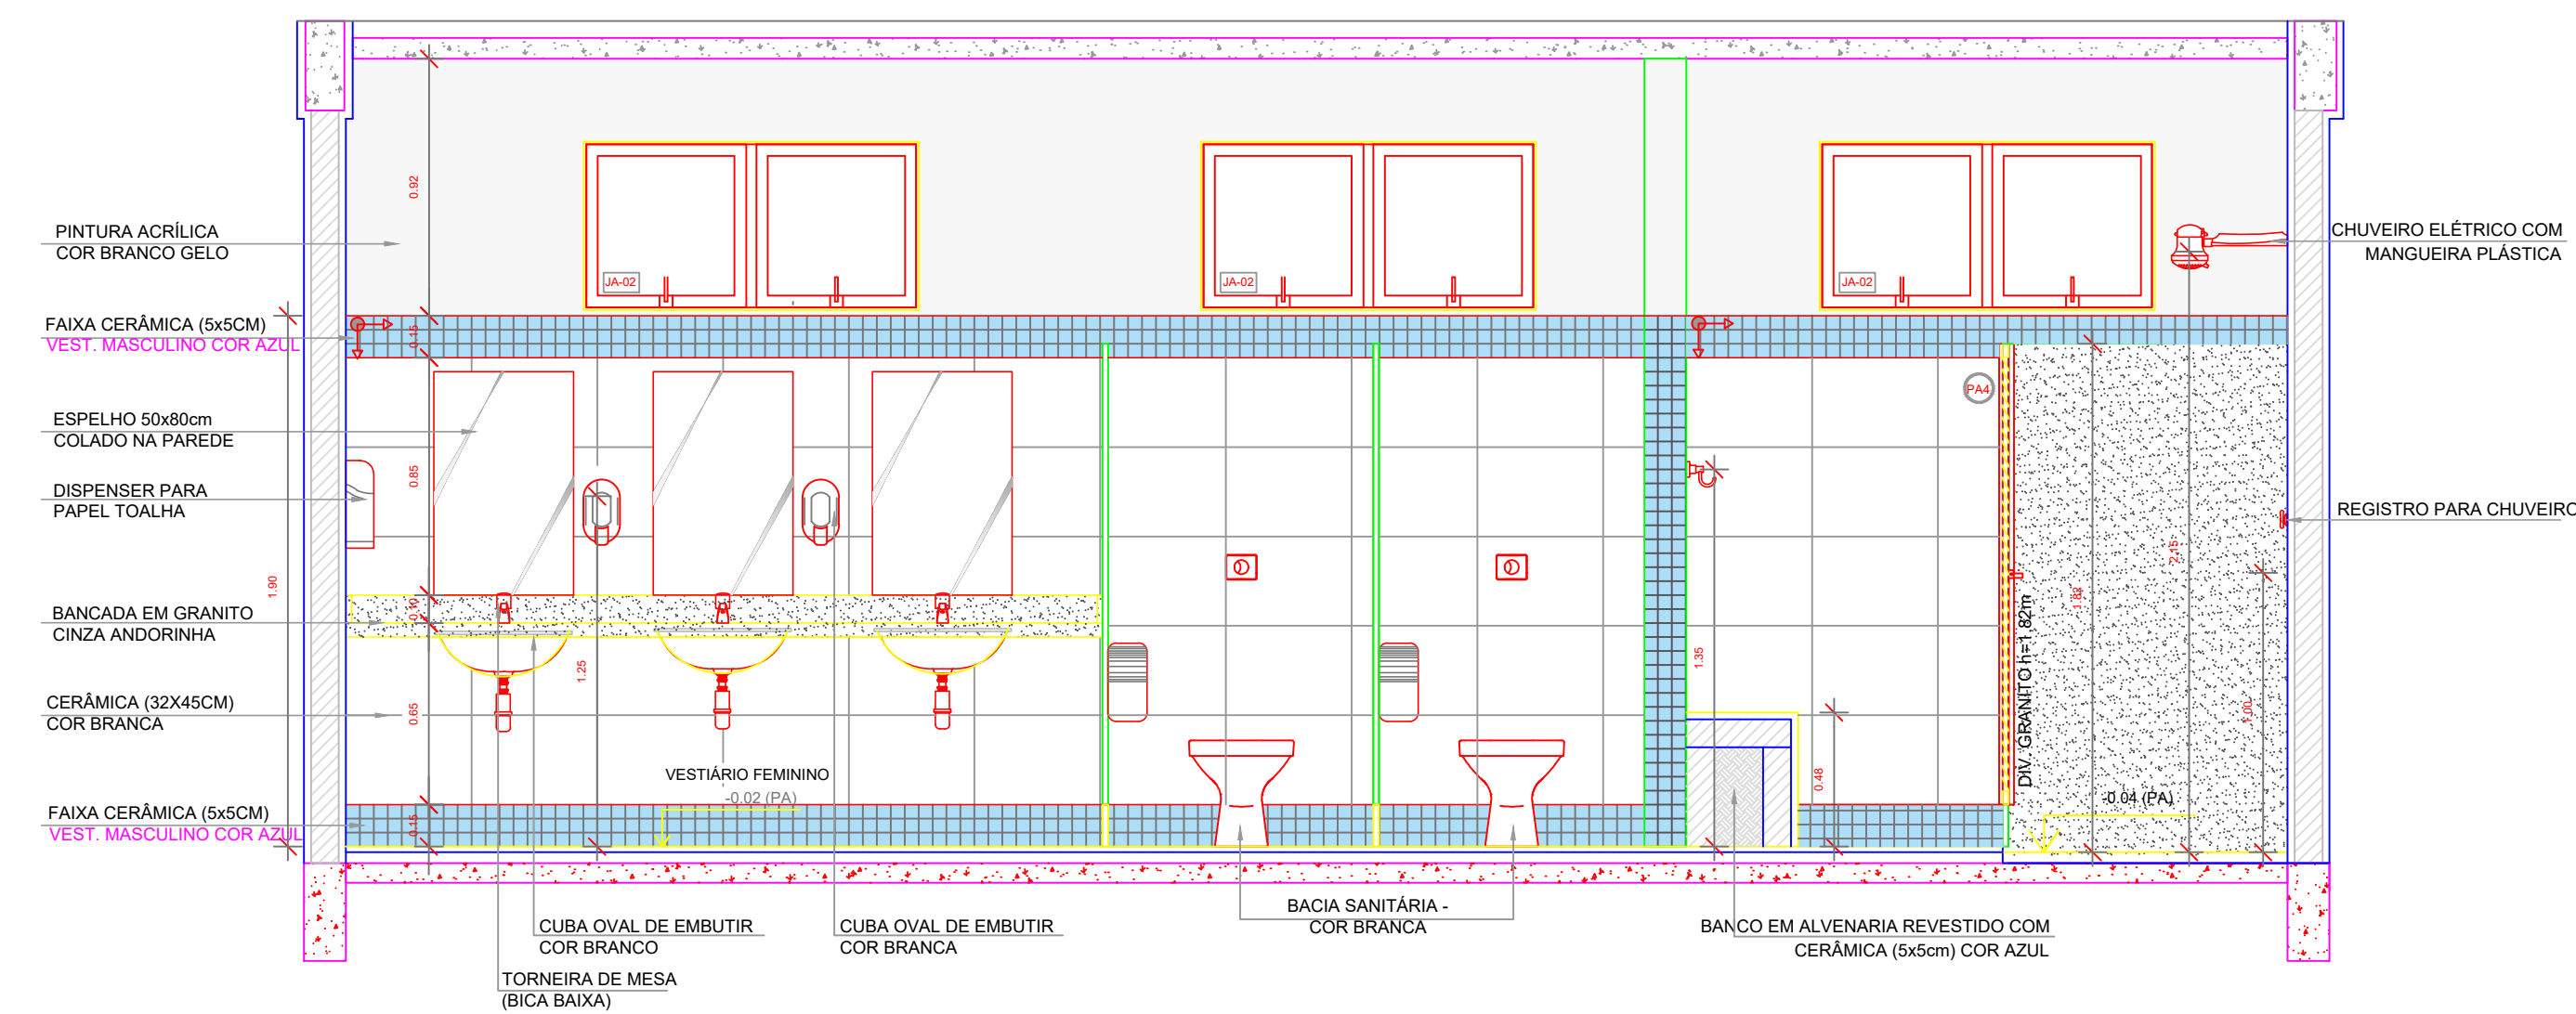 PINTURA ACRÍLICA
COR BRANCO GELO
FAIXA CERÂMICA (5x5CM)
VEST. MASCULINO COR AZUL
ESPELHO 50x80cm
COLADO NA PAREDE
DISPENSER PARA
PAPEL TOALHA
BANCADA EM GRANITO
CINZA ANDORINHA
CERÂMICA (32X45CM)
COR BRANCA
FAIXA CERÂMICA (5x5CM)
VEST. MASCULINO COR AZUL
1.90
0.92
0.15
0.85
0.10
0.65
0.15
1.25
JA-02
JA-02
JA-02
VESTIÁRIO FEMININO
-0.02 (PA)
1.35
0.48
PA4
DIV. GRANITO h=1,82m
1.82
2.15
1.00
-0.04 (PA)
CHUVEIRO ELÉTRICO COM
MANGUEIRA PLÁSTICA
REGISTRO PARA CHUVEIRO
CUBA OVAL DE EMBUTIR
COR BRANCO
CUBA OVAL DE EMBUTIR
COR BRANCA
TORNEIRA DE MESA
(BICA BAIXA)
BACIA SANITÁRIA -
COR BRANCA
BANCO EM ALVENARIA REVESTIDO COM
CERÂMICA (5x5cm) COR AZUL